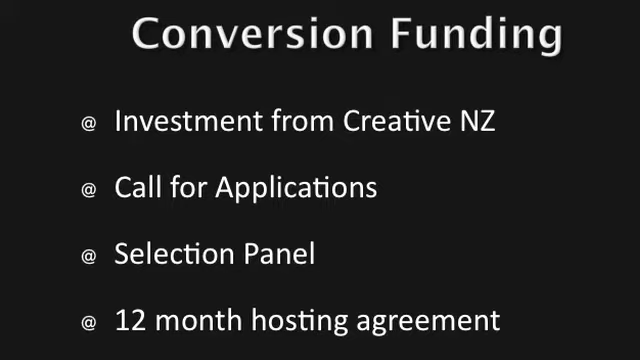 Conversion Funding
@ Investment from Creative NZ
@ Call for Applications
@ Selection Panel
@ 12 month hosting agreement